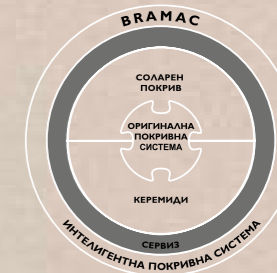 BRAMAC
СОЛАРЕН
ПОКРИВ
ОРИГИНАЛНА
ПОКРИВНА
СИСТЕМА
КЕРЕМИДИ
СЕРВИЗ
ИНТЕЛИГЕНТНА ПОКРИВНА СИСТЕМА